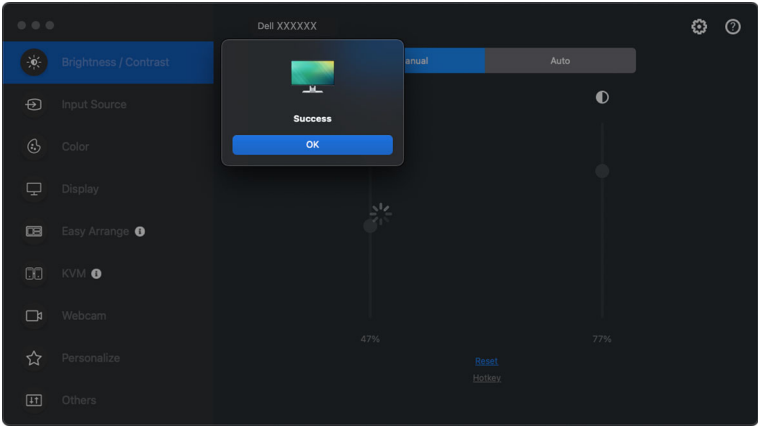 Dell XXXXXX
Brightness / Contrast
Input Source
Color
Display
Easy Arrange
KVM
Webcam
Personalize
Others
Success
OK
anual
Auto
47%
77%
Reset
Hotkey